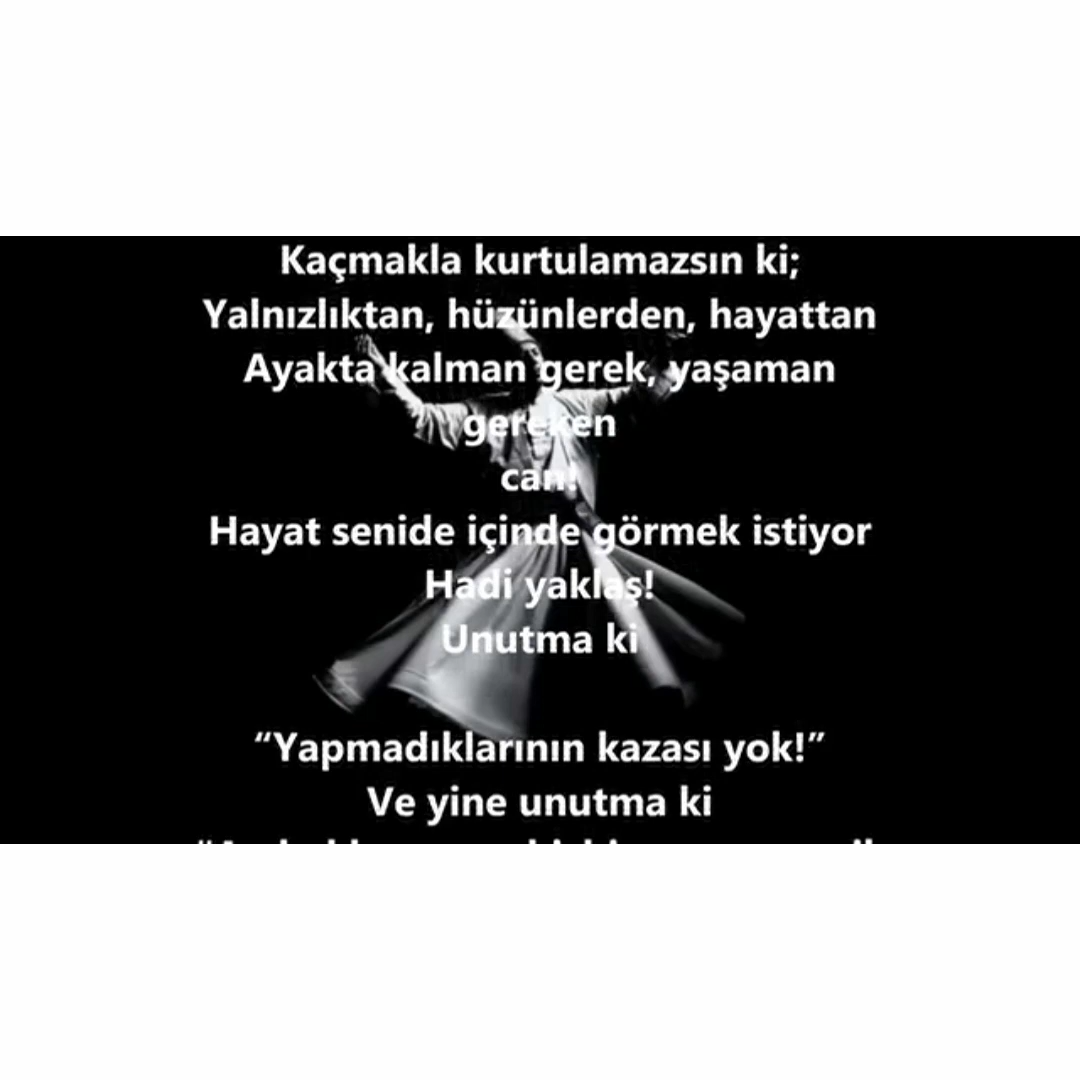 Kaçmakla kurtulamazsın ki;
Yalnızlıktan, hüzünlerden, hayattan
Ayakta kalman gerek, yaşaman
gereken
can!
Hayat senide içinde görmek istiyor
Hadi yaklaş!
Unutma ki
“Yapmadıklarının kazası yok!”
Ve yine unutma ki